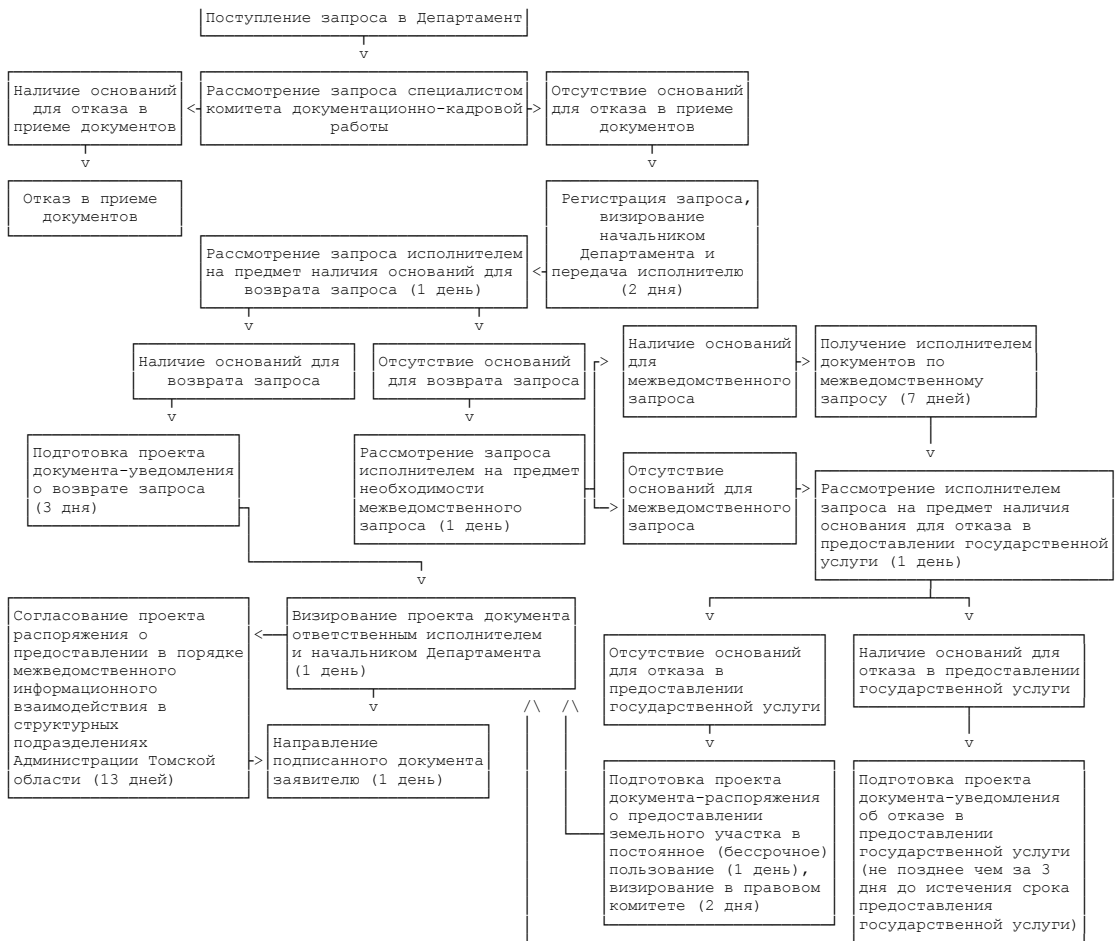 Поступление запроса в Департамент
v
Наличие оснований
для отказа в
приеме документов
<
Рассмотрение запроса специалистом
комитета документационно-кадровой
работы
>
Отсутствие оснований
для отказа в приеме
документов
v
v
Отказ в приеме
документов
Регистрация запроса,
визирование
начальником
Департамента и
передача исполнителю
(2 дня)
<
Рассмотрение запроса исполнителем
на предмет наличия оснований для
возврата запроса (1 день)
v
v
Наличие оснований для
возврата запроса
Отсутствие оснований
для возврата запроса
>
Наличие оснований
для
межведомственного
запроса
>
Получение исполнителем
документов по
межведомственному
запросу (7 дней)
v
v
v
Подготовка проекта
документа-уведомления
о возврате запроса
(3 дня)
Рассмотрение запроса
исполнителем на предмет
необходимости
межведомственного
запроса (1 день)
>
Отсутствие
оснований для
межведомственного
запроса
>
Рассмотрение исполнителем
запроса на предмет наличия
основания для отказа в
предоставлении государственной
услуги (1 день)
v
v
v
Согласование проекта
распоряжения о
предоставлении в порядке
межведомственного
информационного
взаимодействия в
структурных
подразделениях
Администрации Томской
области (13 дней)
<
Визирование проекта документа
ответственным исполнителем
и начальником Департамента
(1 день)
v
/\ /\
>
Направление
подписанного документа
заявителю (1 день)
Отсутствие оснований
для отказа в
предоставлении
государственной услуги
Наличие оснований для
отказа в предоставлении
государственной услуги
v
v
Подготовка проекта
документа-распоряжения
о предоставлении
земельного участка в
постоянное (бессрочное)
пользование (1 день),
визирование в правовом
комитете (2 дня)
Подготовка проекта
документа-уведомления
об отказе в
предоставлении
государственной услуги
(не позднее чем за 3
дня до истечения срока
предоставления
государственной услуги)